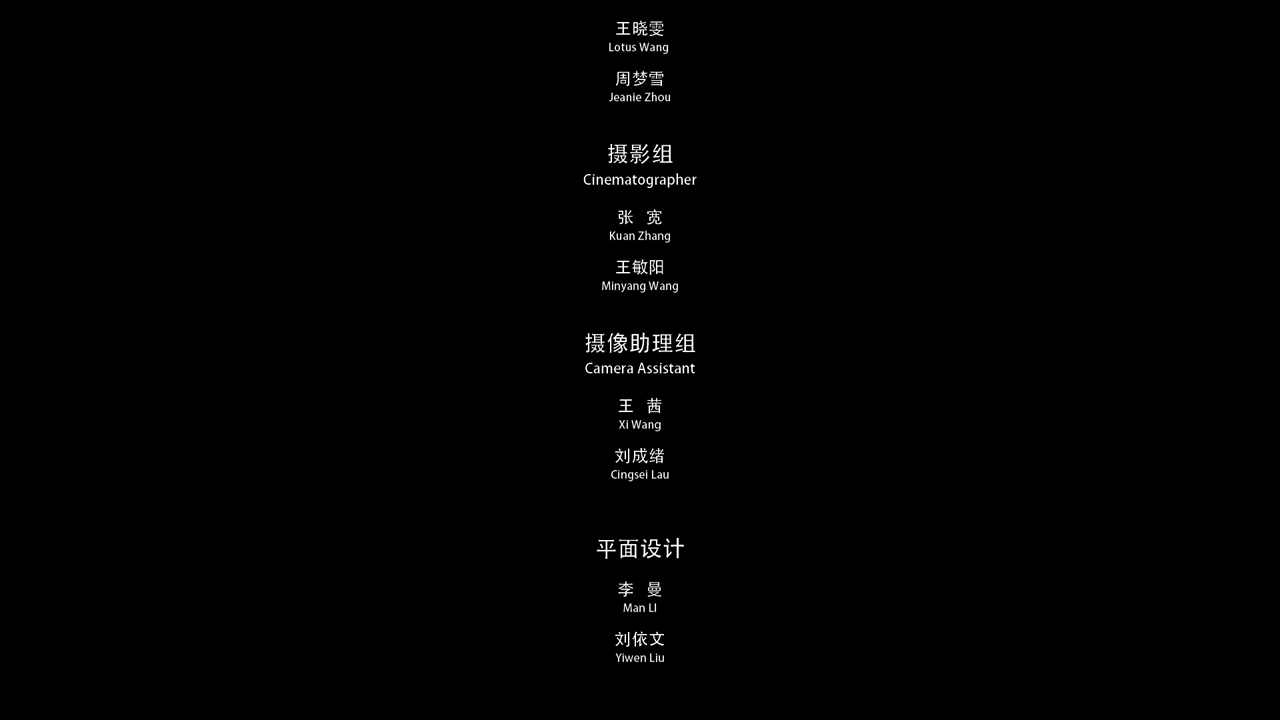 王晓雯
Lotus Wang
周梦雪
Jeanie Zhou
摄影组
Cinematographer
张 宽
Kuan Zhang
王敏阳
Minyang Wang
摄像助理组
Camera Assistant
王 茜
Xi Wang
刘成绪
Cingsei Lau
平面设计
李 曼
Man LI
刘依文
Yiwen Liu